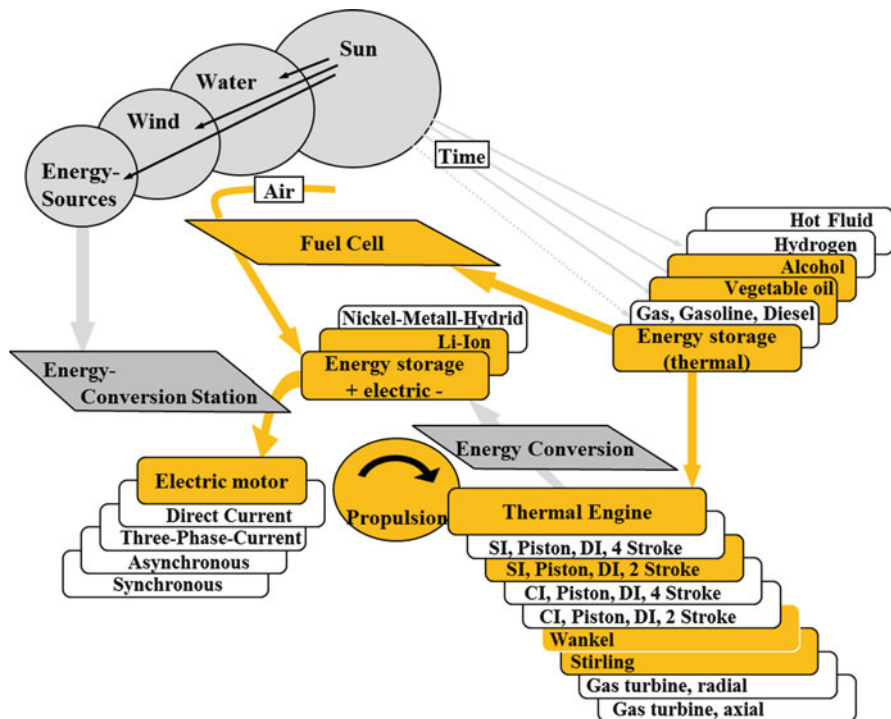 Sun
Water
Wind
Energy-
Sources
Time
Air
Fuel Cell
Hot Fluid
Hydrogen
Alcohol
Vegetable oil
Gas, Gasoline, Diesel
Energy storage
(thermal)
Nickel-Metall-Hydrid
Li-Ion
Energy storage
+ electric -
Energy-
Conversion Station
Energy Conversion
Electric motor
Direct Current
Three-Phase-Current
Asynchronous
Synchronous
Propulsion
Thermal Engine
SI, Piston, DI, 4 Stroke
SI, Piston, DI, 2 Stroke
CI, Piston, DI, 4 Stroke
CI, Piston, DI, 2 Stroke
Wankel
Stirling
Gas turbine, radial
Gas turbine, axial